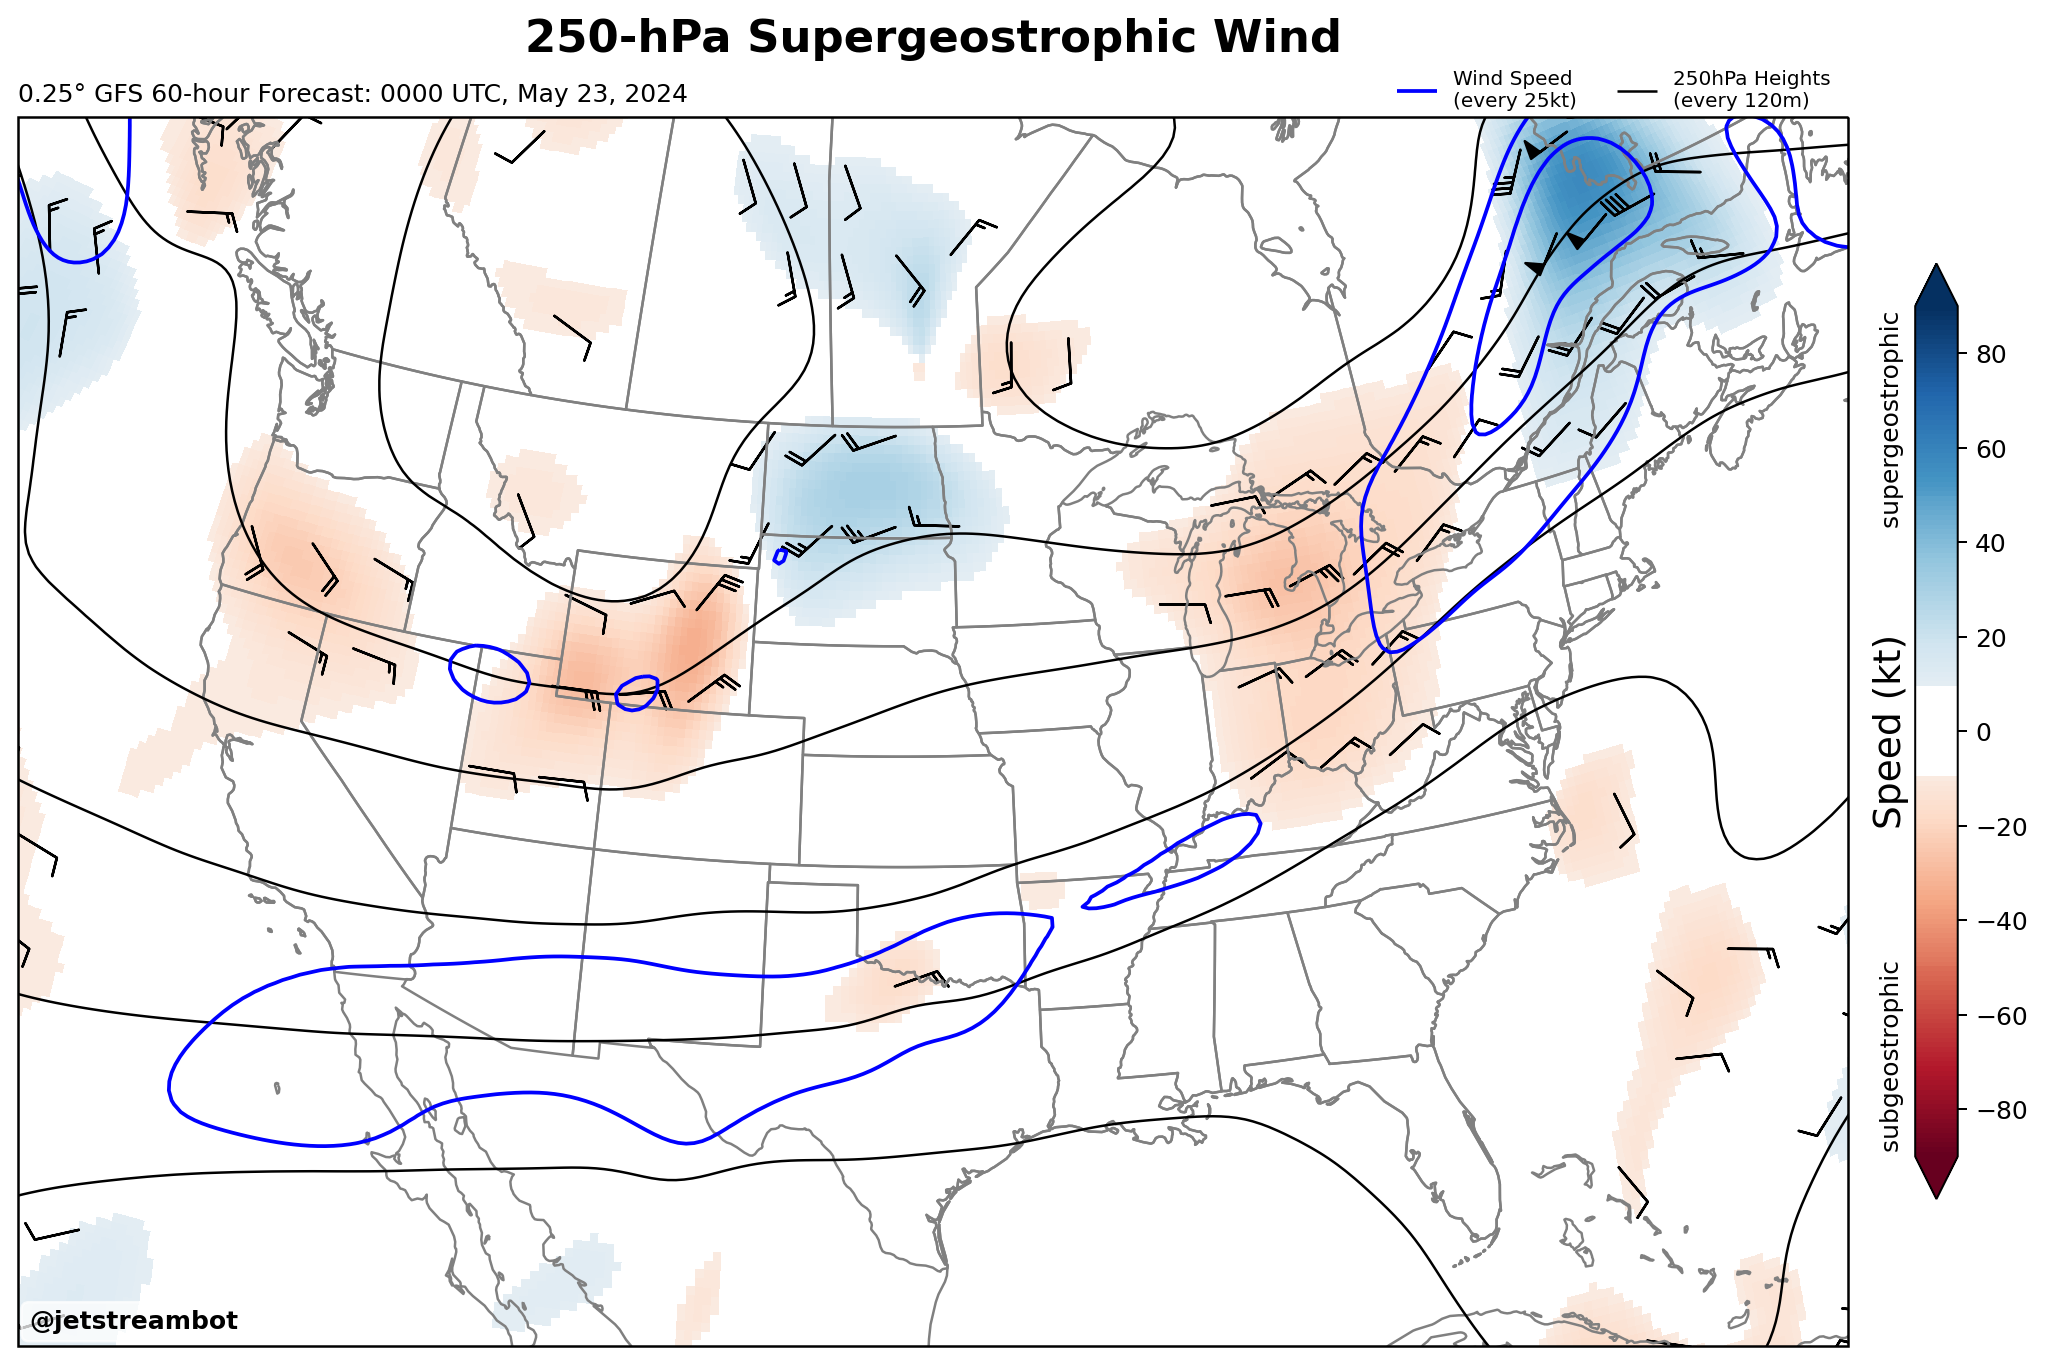 250-hPa Supergeostrophic Wind
0.25° GFS 60-hour Forecast: 0000 UTC, May 23, 2024
Wind Speed
(every 25kt)
250hPa Heights
(every 120m)
supergeostrophic
subgeostrophic
Speed (kt)
80
60
40
20
0
−20
−40
−60
−80
@jetstreambot